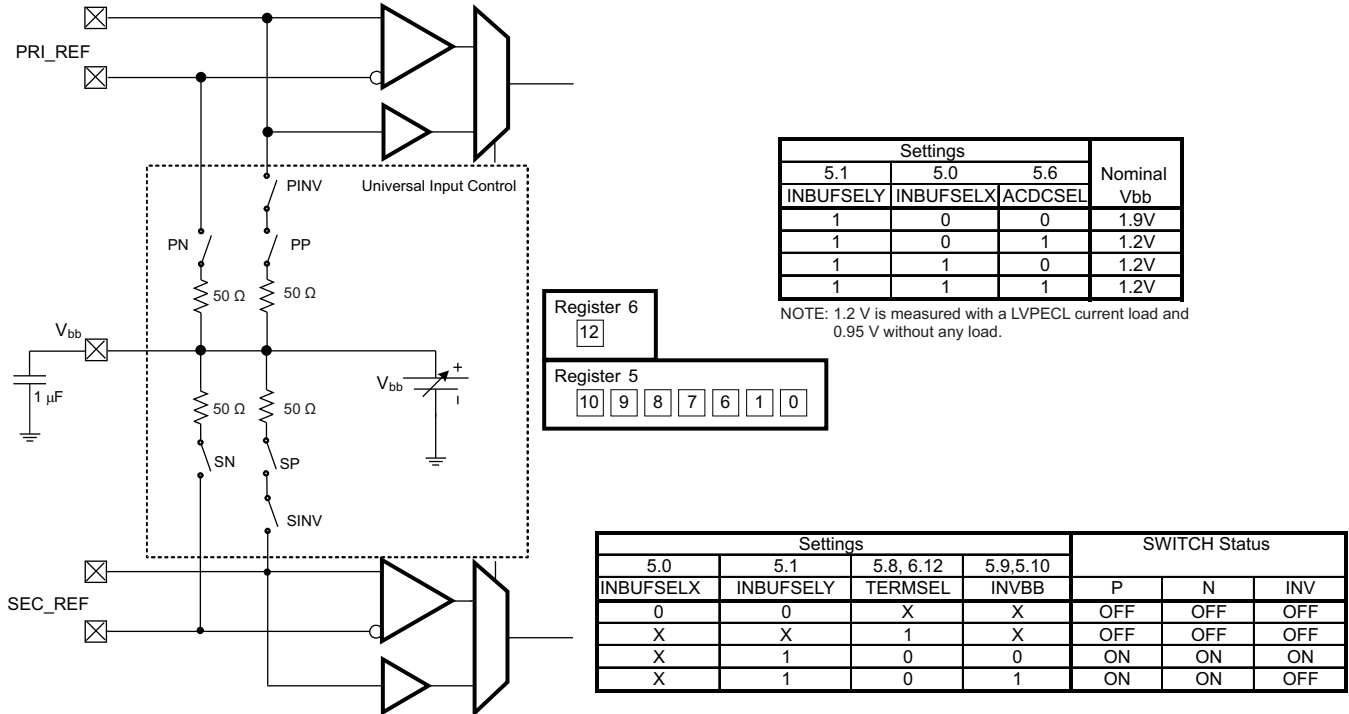 PRI_REF
PINV
Universal Input Control
PN
PP
50 Ω
50 Ω
Vbb
1 µF
Vbb
+
–
50 Ω
50 Ω
SN
SP
SINV
SEC_REF
Register 6
12
Register 5
10 9 8 7 6 1 0
Settings
5.1 5.0 5.6 Nominal
INBUFSELY INBUFSELX ACDCSEL Vbb
1 0 0 1.9V
1 0 1 1.2V
1 1 0 1.2V
1 1 1 1.2V
NOTE: 1.2 V is measured with a LVPECL current load and
0.95 V without any load.
Settings SWITCH Status
5.0 5.1 5.8, 6.12 5.9,5.10
INBUFSELX INBUFSELY TERMSEL INVBB P N INV
0 0 X X OFF OFF OFF
X X 1 X OFF OFF OFF
X 1 0 0 ON ON ON
X 1 0 1 ON ON OFF